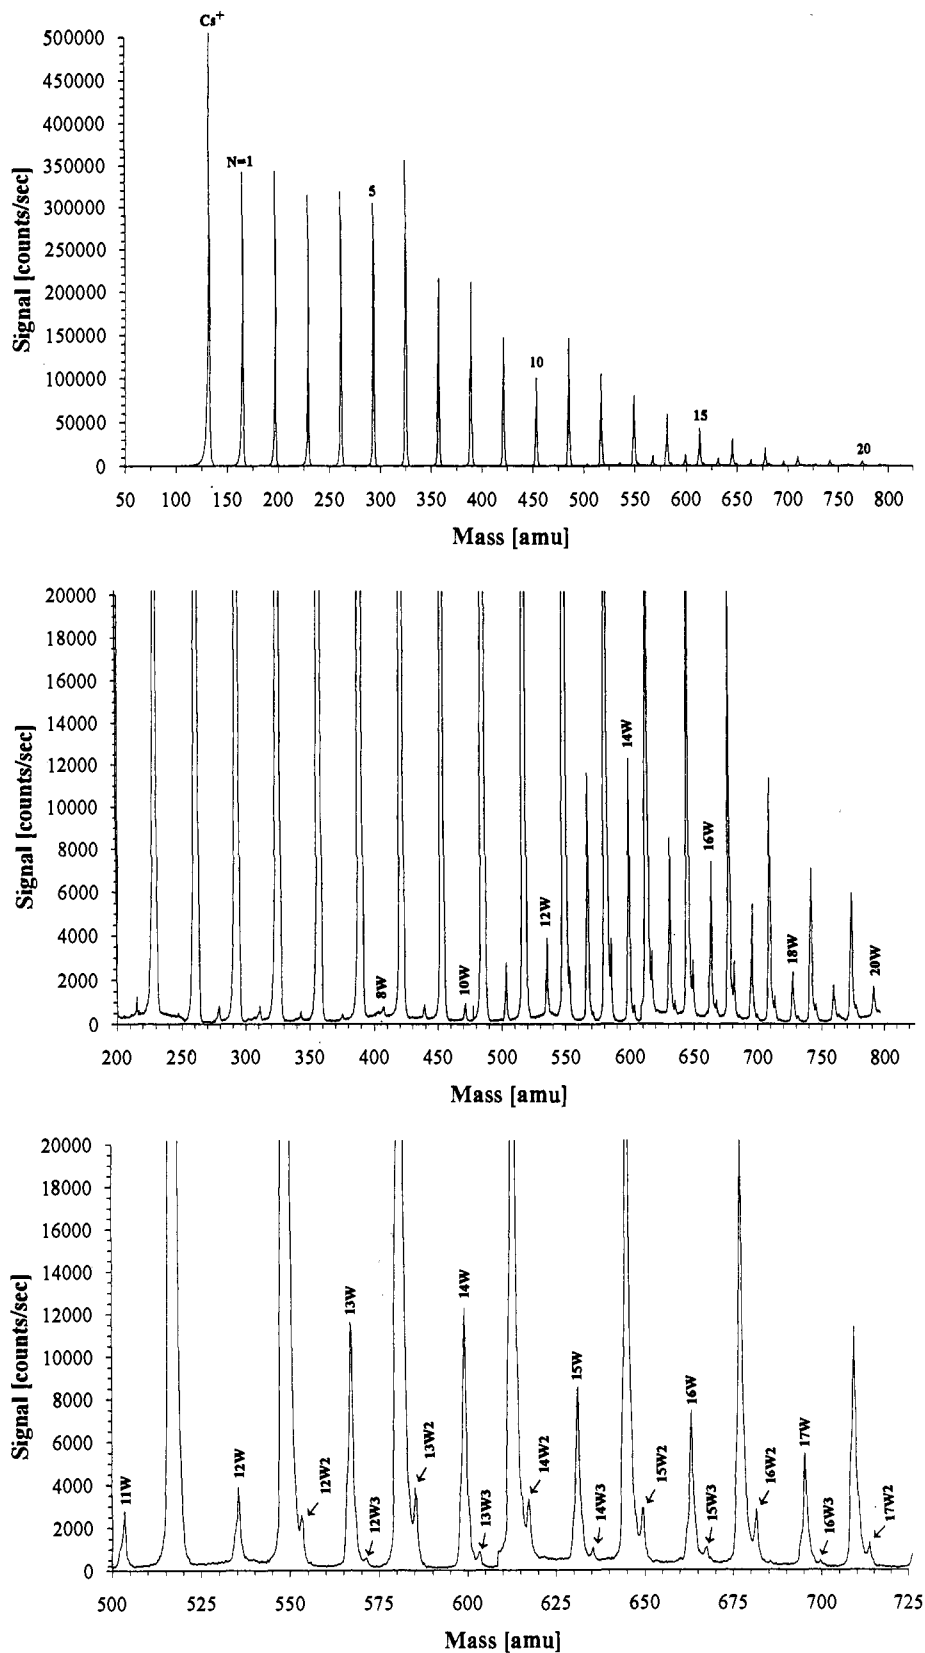 Cs+
500000
450000
400000
350000
300000
250000
200000
150000
100000
50000
0
N=1
5
10
15
20
Signal [counts/sec]
50 100 150 200 250 300 350 400 450 500 550 600 650 700 750 800
Mass [amu]
20000
18000
16000
14000
12000
10000
8000
6000
4000
2000
0
8W
10W
12W
14W
16W
18W
20W
Signal [counts/sec]
200 250 300 350 400 450 500 550 600 650 700 750 800
Mass [amu]
20000
18000
16000
14000
12000
10000
8000
6000
4000
2000
0
11W
12W
12W2
13W
12W3
13W2
14W
13W3
14W2
15W
14W3
15W2
16W
15W3
16W2
17W
16W3
17W2
Signal [counts/sec]
500 525 550 575 600 625 650 675 700 725
Mass [amu]